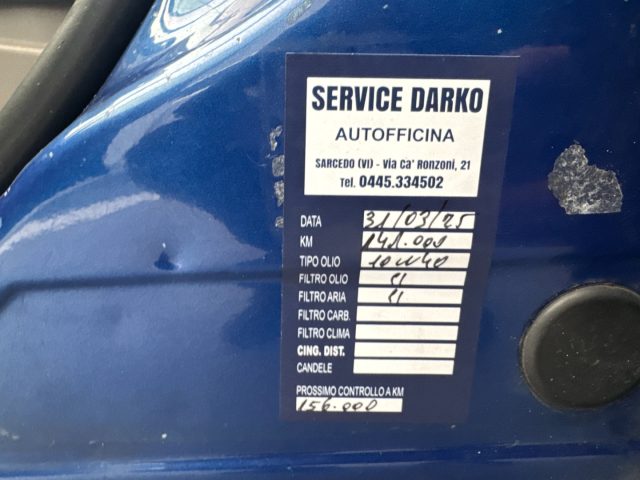 SERVICE DARKO
AUTOFFICINA
SARCEDO (VI) - Via Ca' Ronzoni, 21
Tel. 0445.334502
DATA 31/03/25
KM 141.000
TIPO OLIO 10W40
FILTRO OLIO
FILTRO ARIA
FILTRO CARB.
FILTRO CLIMA
CING. DIST.
CANDELE
PROSSIMO CONTROLLO A KM
156.000